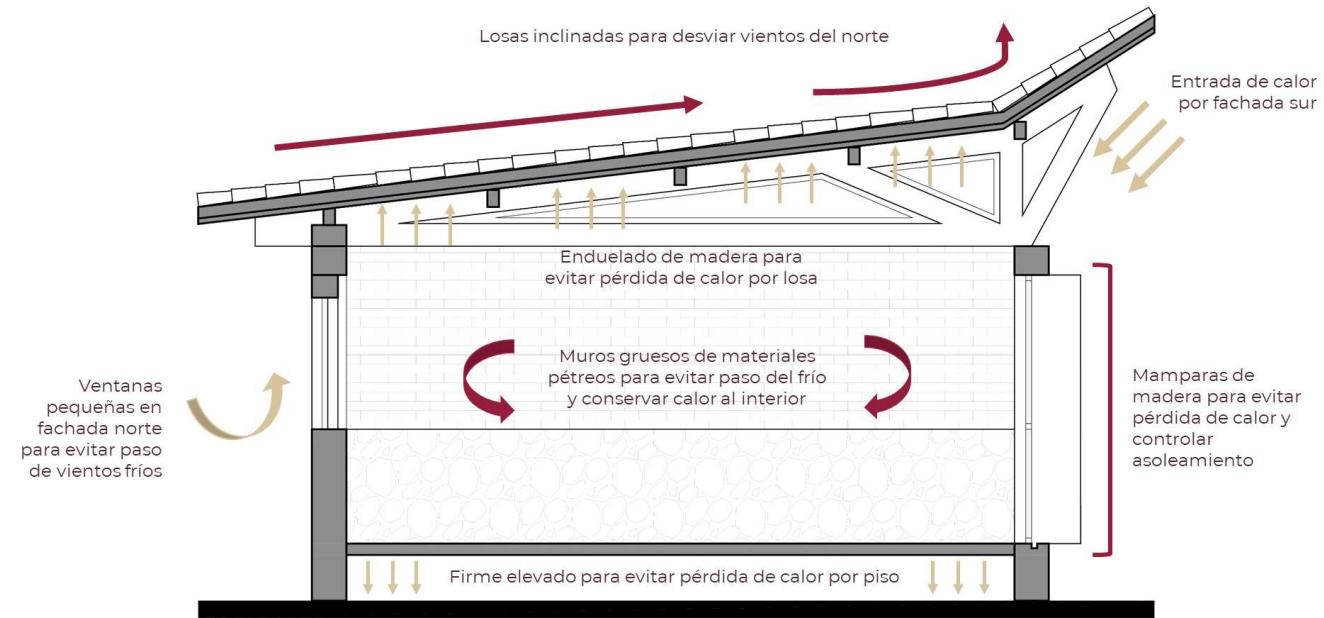 Losas inclinadas para desviar vientos del norte
Entrada de calor
por fachada sur
Enduelado de madera para
evitar pérdida de calor por losa
Muros gruesos de materiales
pétreos para evitar paso del frío
y conservar calor al interior
Ventanas
pequeñas en
fachada norte
para evitar paso
de vientos fríos
Mamparas de
madera para evitar
pérdida de calor y
controlar
asoleamiento
Firme elevado para evitar pérdida de calor por piso